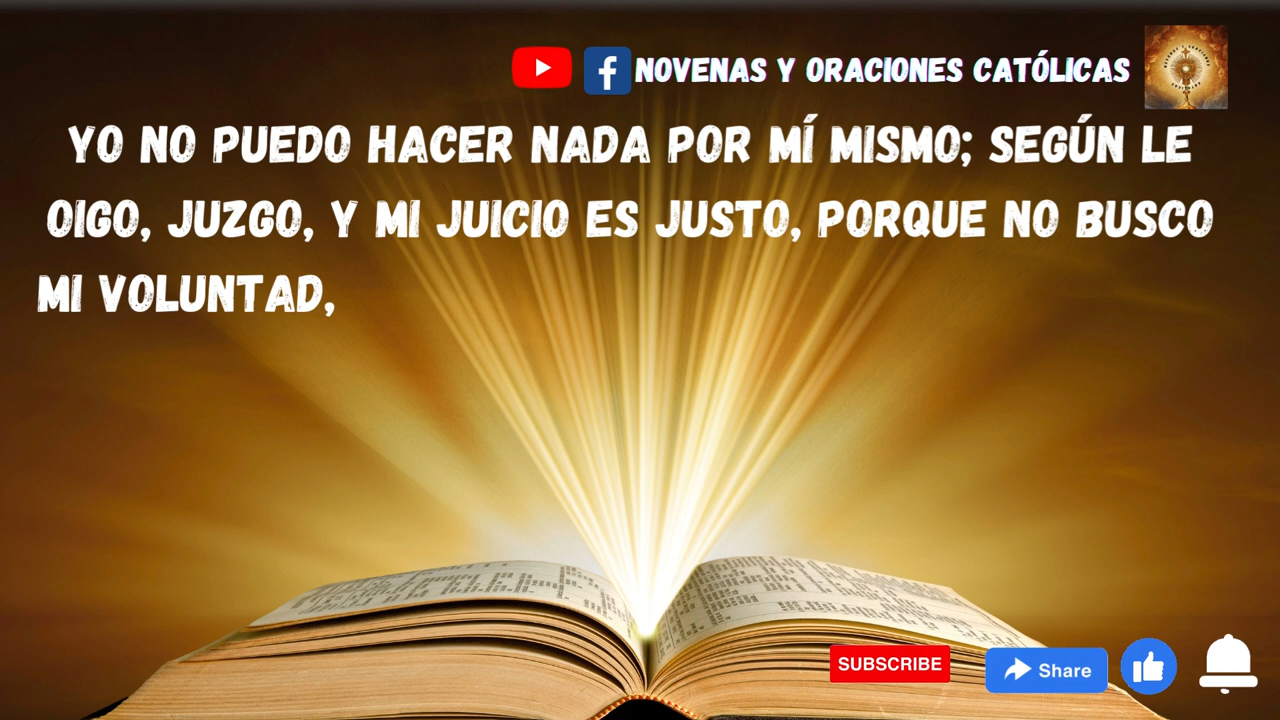 NOVENAS Y ORACIONES CATÓLICAS
YO NO PUEDO HACER NADA POR MÍ MISMO; SEGÚN LE
OIGO, JUZGO, Y MI JUICIO ES JUSTO, PORQUE NO BUSCO
MI VOLUNTAD,
SUBSCRIBE
Share